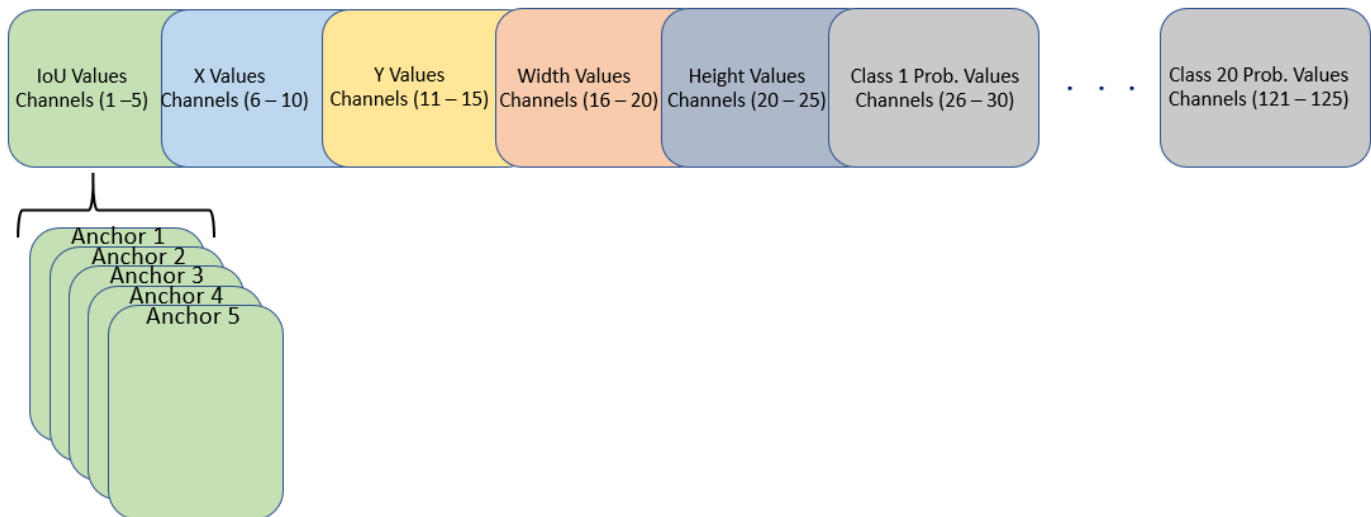 IoU Values
Channels (1 –5)
X Values
Channels (6 – 10)
Y Values
Channels (11 – 15)
Width Values
Channels (16 – 20)
Height Values
Channels (20 – 25)
Class 1 Prob. Values
Channels (26 – 30)
. . . .
Class 20 Prob. Values
Channels (121 – 125)
Anchor 1
Anchor 2
Anchor 3
Anchor 4
Anchor 5